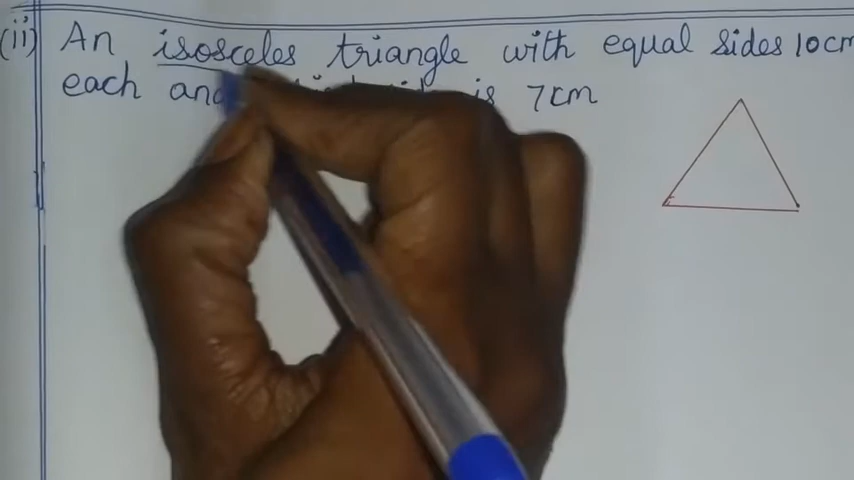 (ii) An isosceles triangle with equal sides 10cm
each and is 7cm